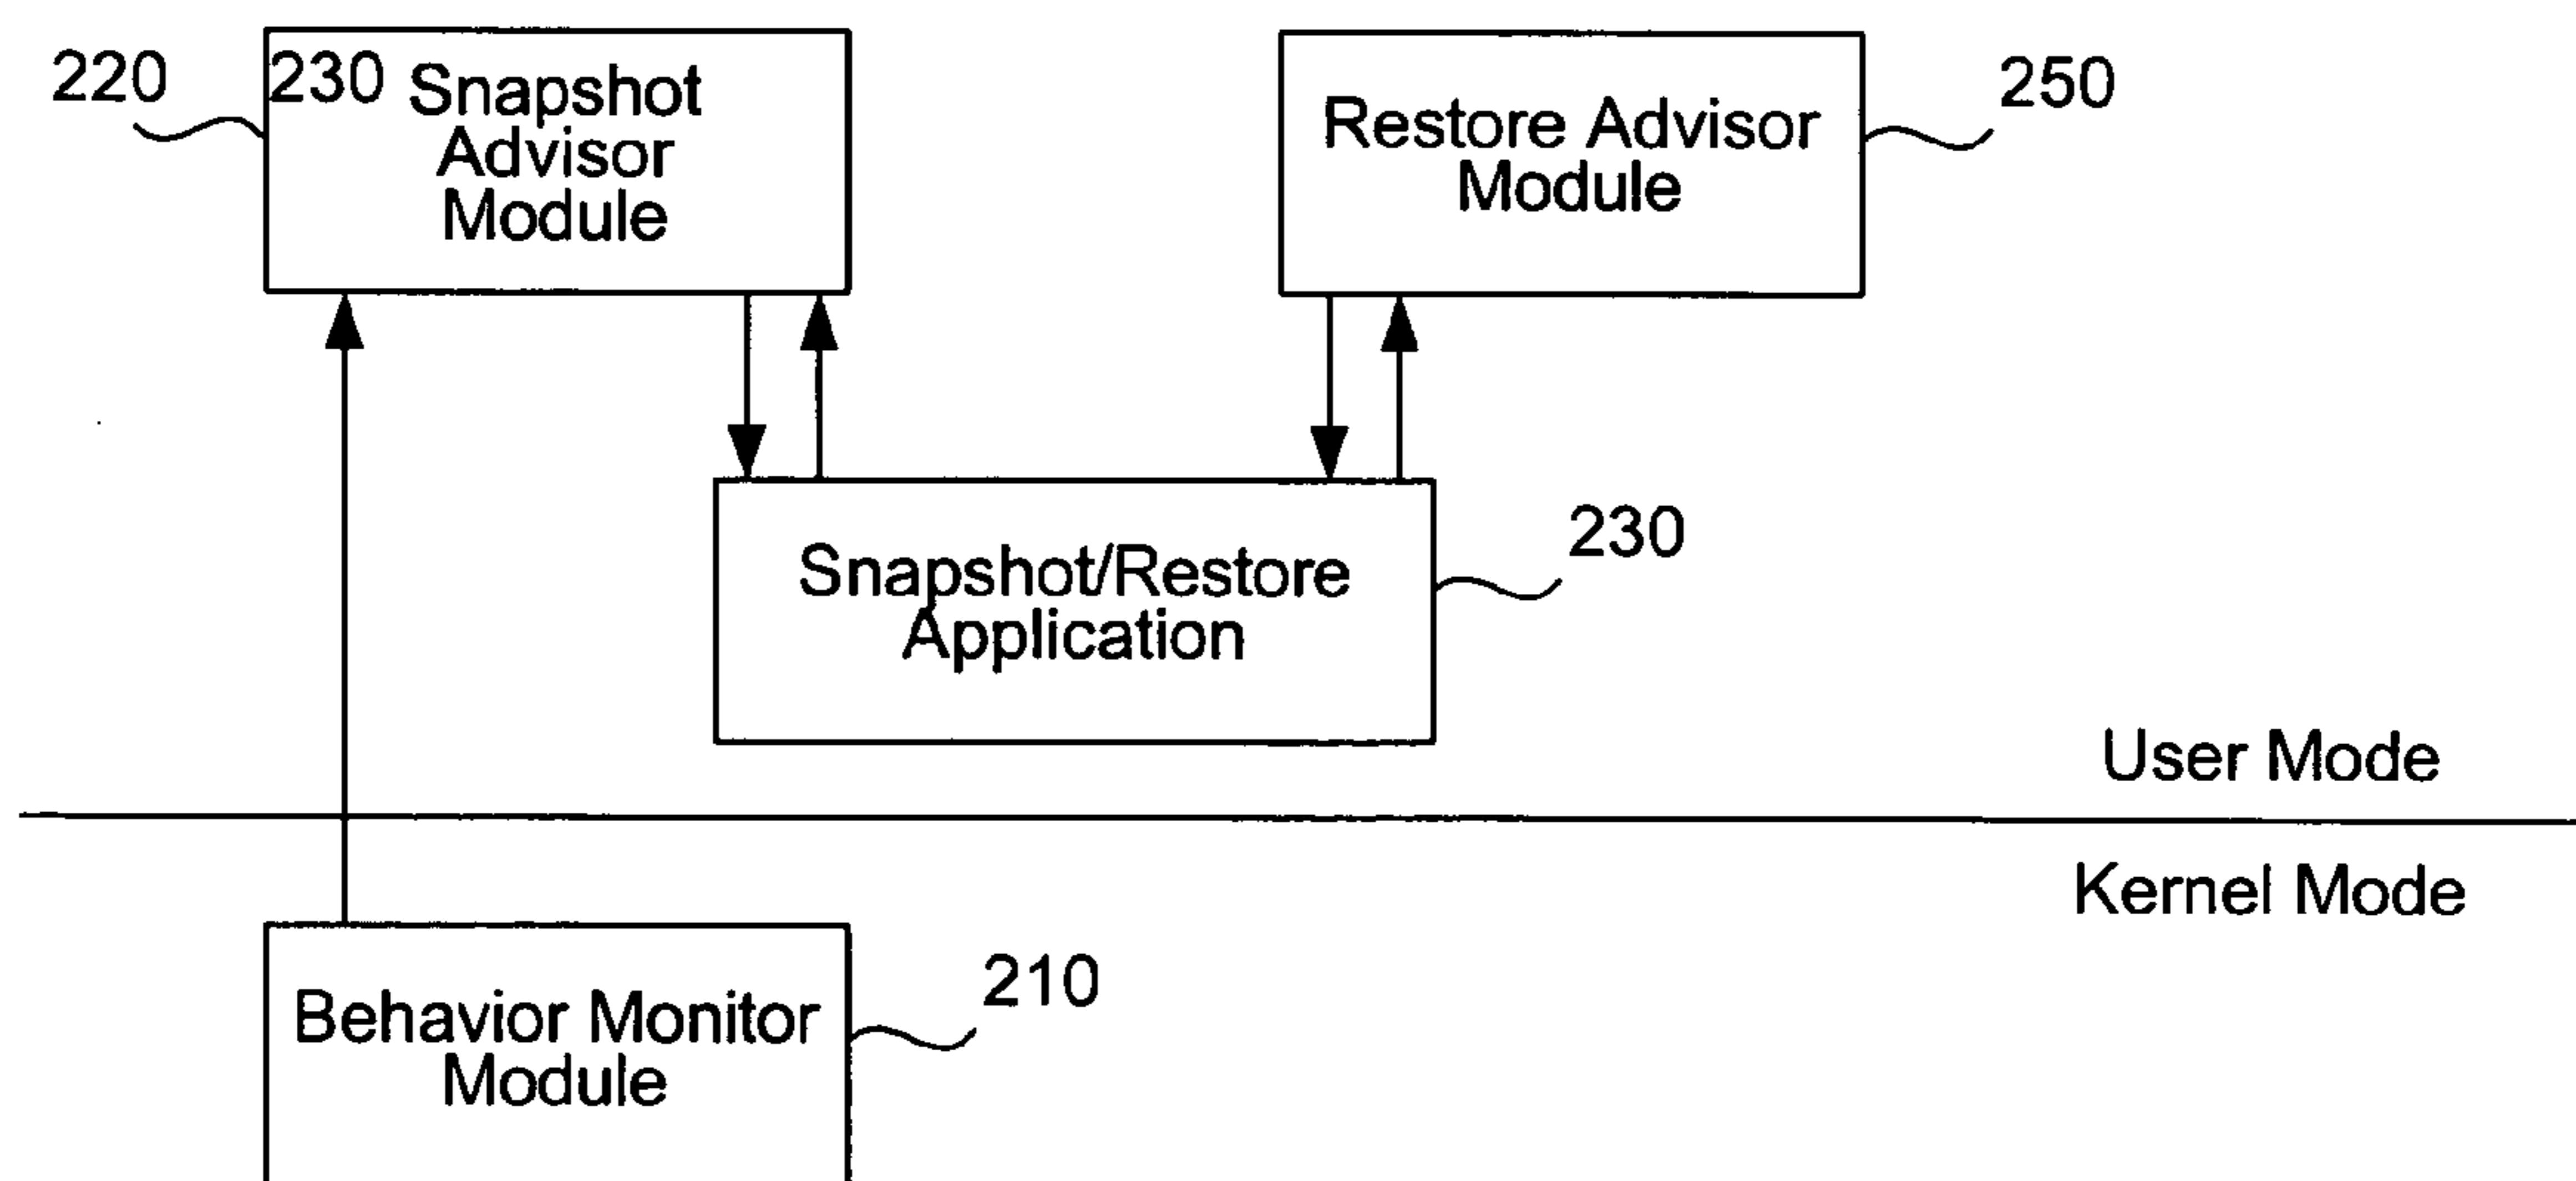 220
230 Snapshot
Advisor
Module
Restore Advisor
Module
250
Snapshot/Restore
Application
230
User Mode
Kernel Mode
Behavior Monitor
Module
210